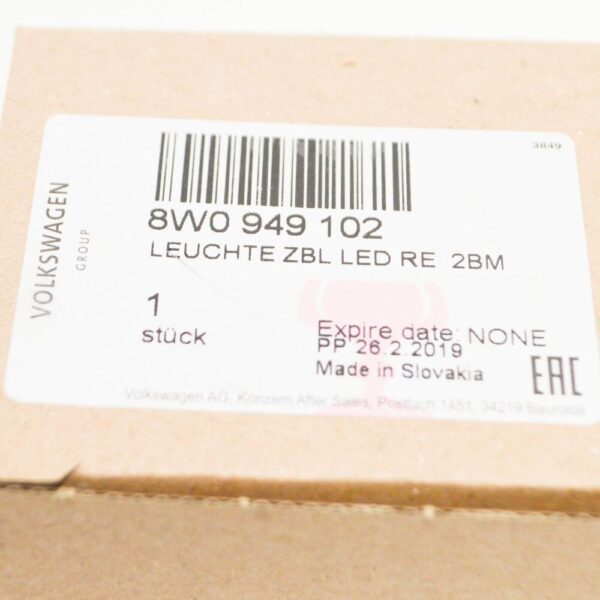 3849
VOLKSWAGEN
GROUP
8W0 949 102
LEUCHTE ZBL LED RE 2BM
1
stück
Expire date: NONE
PP 26.2.2019
Made in Slovakia
EAC
Volkswagen AG, Konzern After Sales, Postfach 1451, 34219 Baunatal